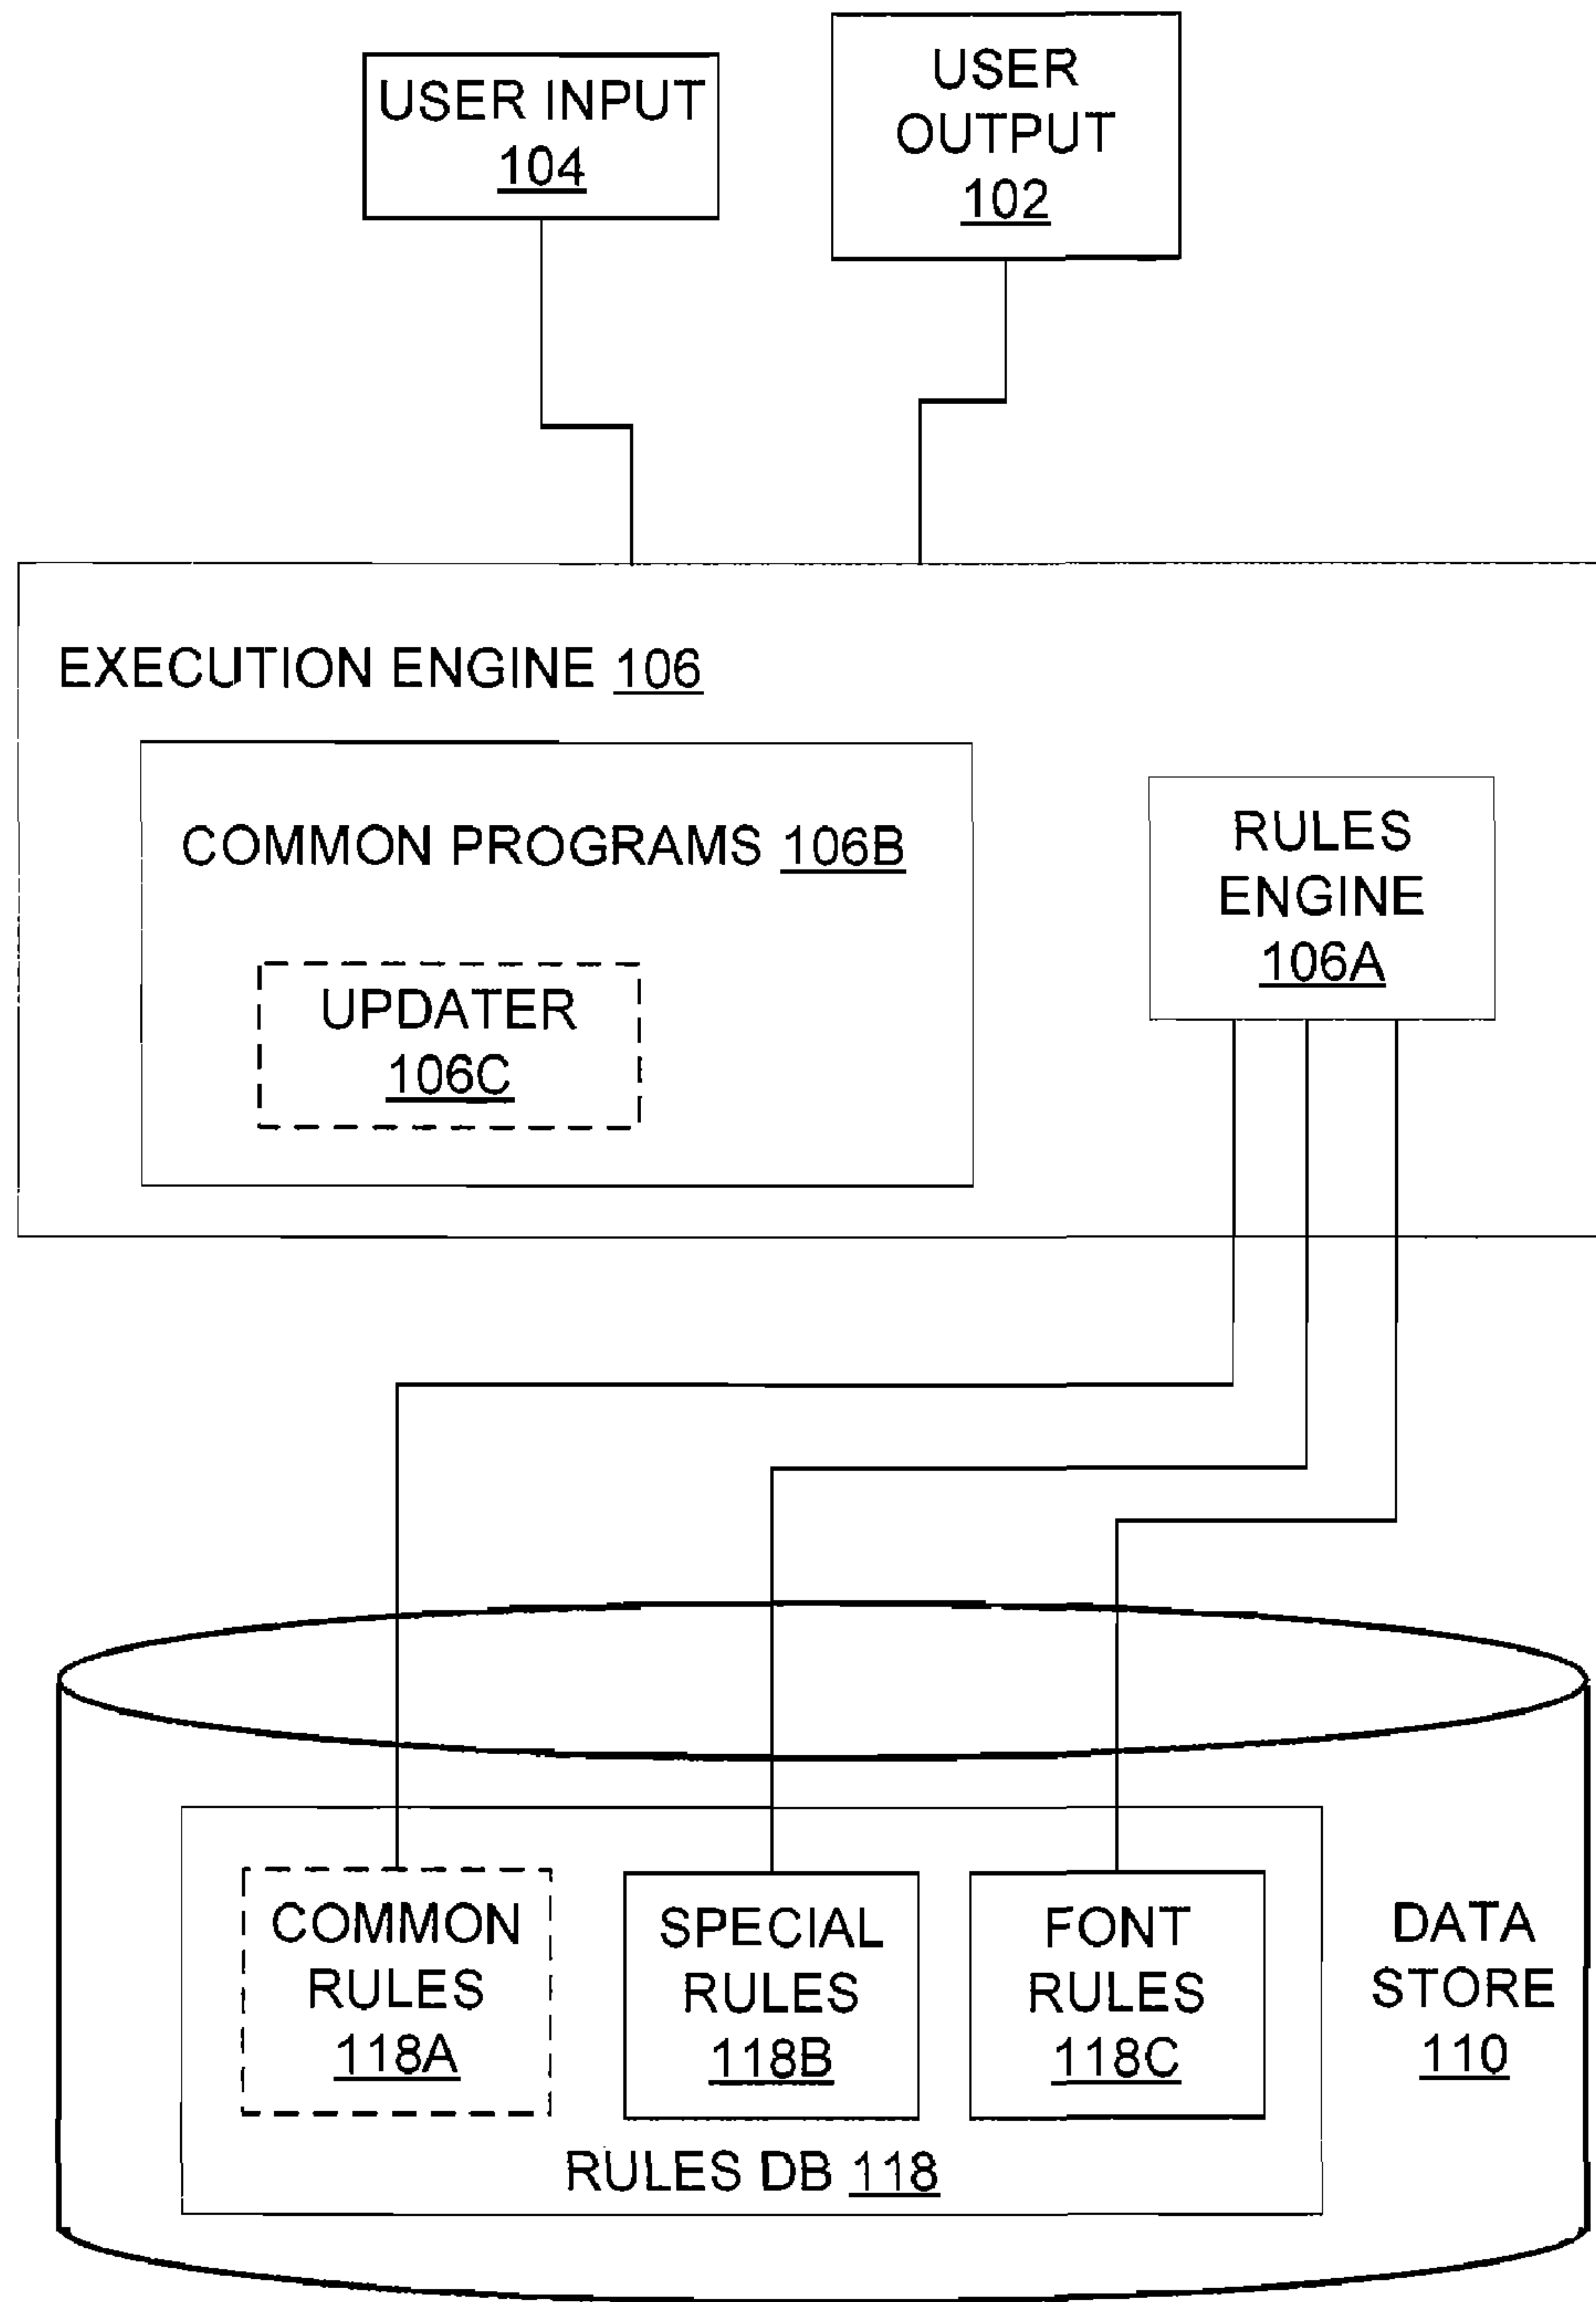 USER INPUT
104
USER
OUTPUT
102
EXECUTION ENGINE 106
COMMON PROGRAMS 106B
UPDATER
106C
RULES
ENGINE
106A
COMMON
RULES
118A
SPECIAL
RULES
118B
FONT
RULES
118C
DATA
STORE
110
RULES DB 118